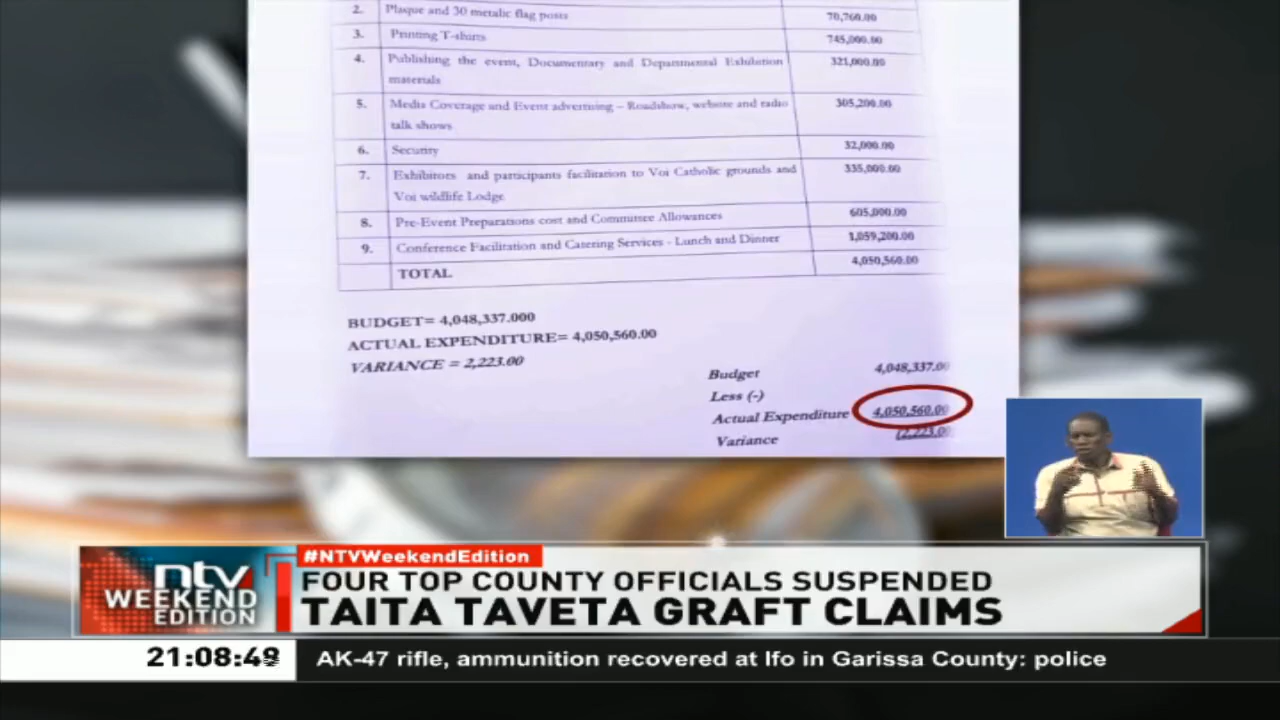 2. Plaque and 30 metalic flag posts 70,760.00
3. Printing T-shirts 745,000.00
4. Publishing the event, Documentary and Departmental Exhibition 321,000.00
materials
5. Media Coverage and Event advertising – Roadshow, website and radio 305,200.00
talk shows
6. Security 32,000.00
7. Exhibitors and participants facilitation to Voi Catholic grounds and 335,000.00
Voi wildlife Lodge
8. Pre-Event Preparations cost and Committee Allowances 605,000.00
9. Conference Facilitation and Catering Services - Lunch and Dinner 1,059,200.00
TOTAL 4,050,560.00
BUDGET= 4,048,337.000
ACTUAL EXPENDITURE= 4,050,560.00
VARIANCE = 2,223.00
Budget 4,048,337.00
Less (-)
Actual Expenditure 4,050,560.00
Variance (2,223.00
#NTVWeekendEdition
ntv
WEEKEND
EDITION
FOUR TOP COUNTY OFFICIALS SUSPENDED
TAITA TAVETA GRAFT CLAIMS
21:08:49
AK-47 rifle, ammunition recovered at Ifo in Garissa County: police